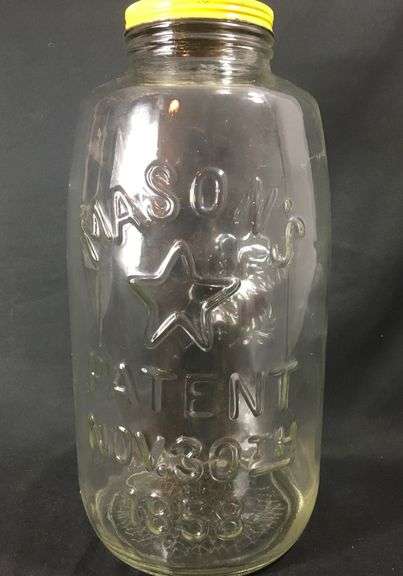 MASON'S
PATENT
NOV. 30TH
1858